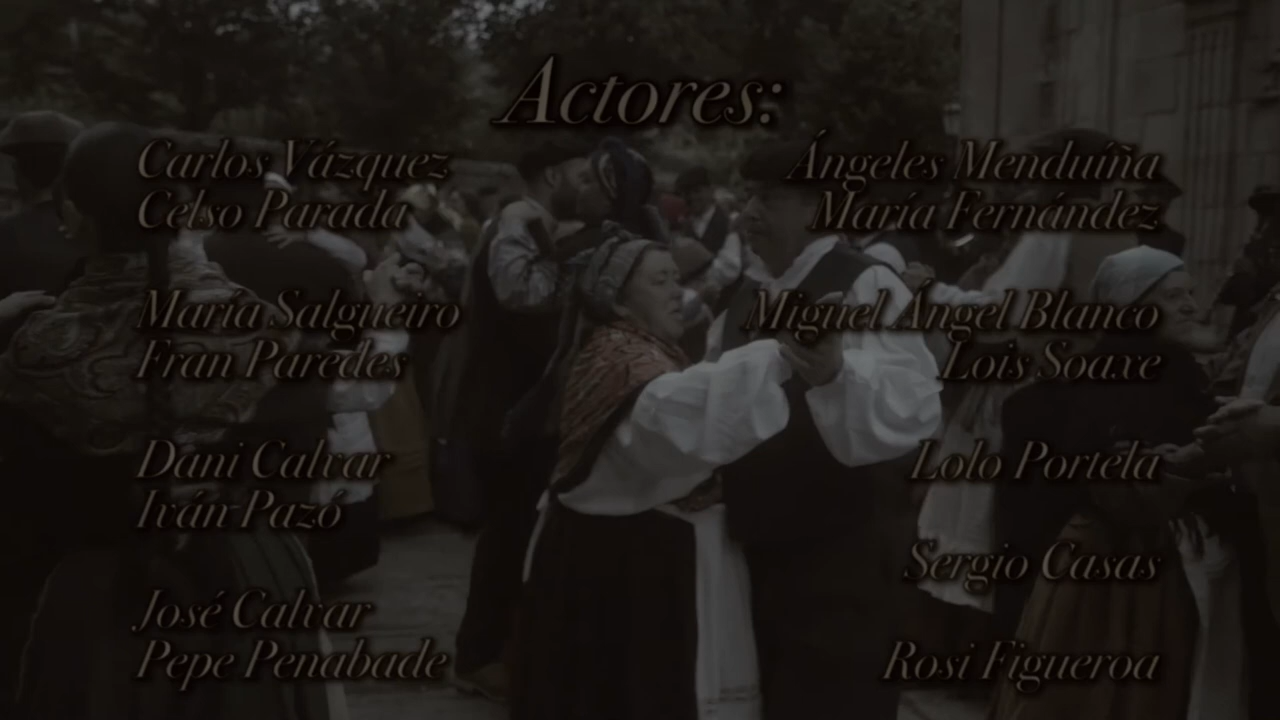 Actores:
Carlos Vázquez
Celso Parada
María Salgueiro
Fran Paredes
Dani Calvar
Iván Pazó
José Calvar
Pepe Penabade
Ángeles Menduíña
María Fernández
Miguel Ángel Blanco
Lois Soaxe
Lolo Portela
Sergio Casas
Rosi Figueroa